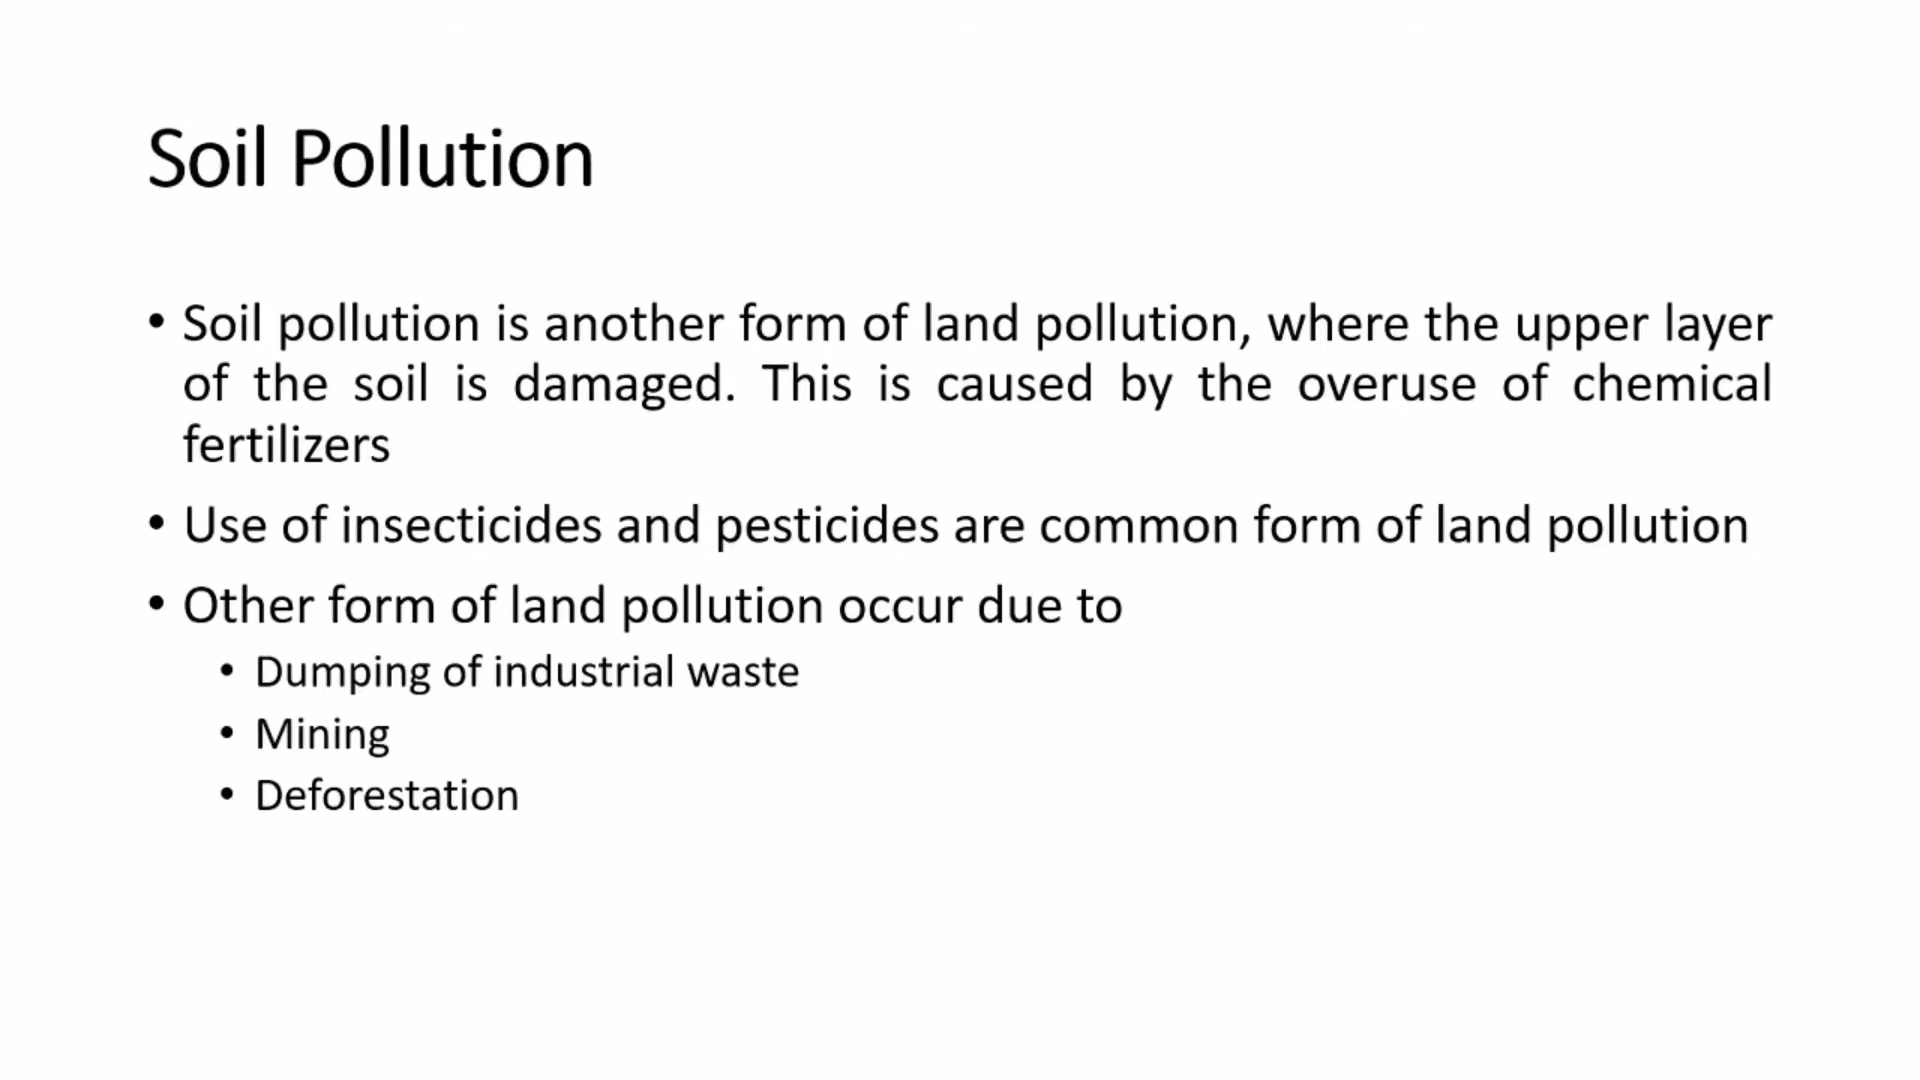 Soil Pollution
• Soil pollution is another form of land pollution, where the upper layer
of the soil is damaged. This is caused by the overuse of chemical
fertilizers
• Use of insecticides and pesticides are common form of land pollution
• Other form of land pollution occur due to
• Dumping of industrial waste
• Mining
• Deforestation